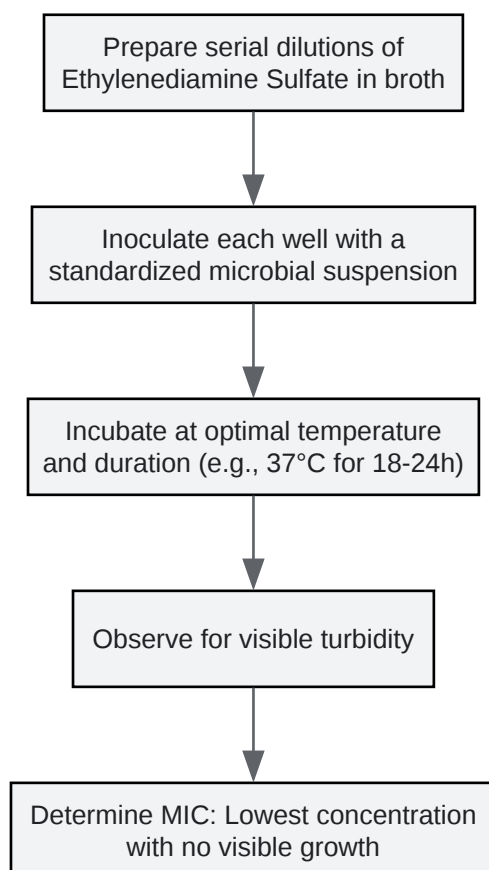 Prepare serial dilutions of
Ethylenediamine Sulfate in broth
Inoculate each well with a
standardized microbial suspension
Incubate at optimal temperature
and duration (e.g., 37°C for 18-24h)
Observe for visible turbidity
Determine MIC: Lowest concentration
with no visible growth